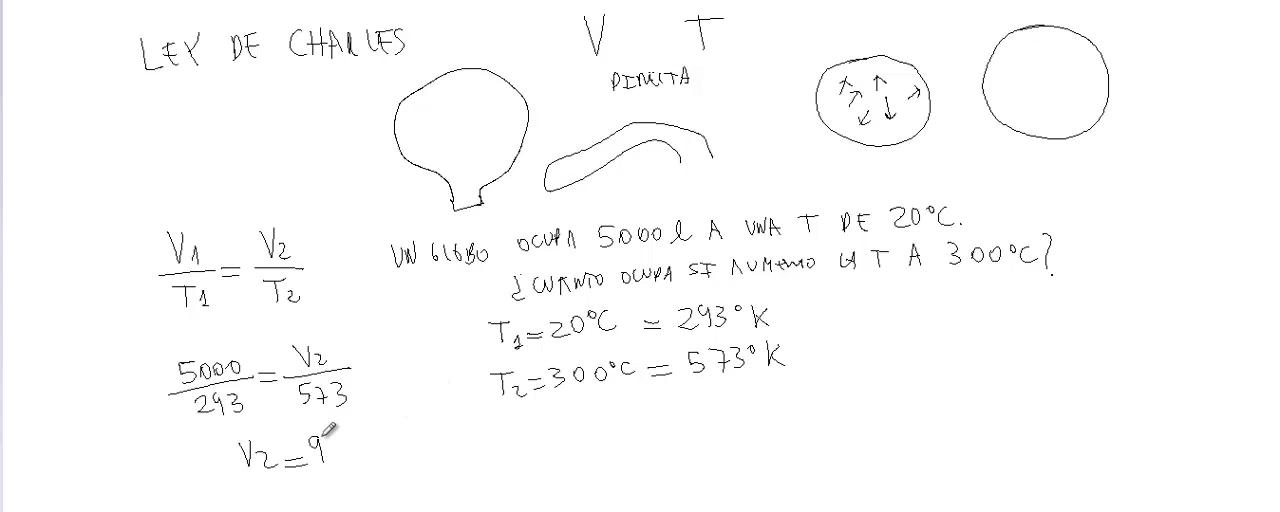 LEY DE CHARLES
V T
DIRECTA
UN GLOBO OCUPA 5000 l A UNA T DE 20°C.
¿CUANTO OCUPA SI AUMENTO LA T A 300°C?
V1/T1 = V2/T2
T1=20°C = 293°K
T2=300°C = 573°K
5000/293 = V2/573
V2=9